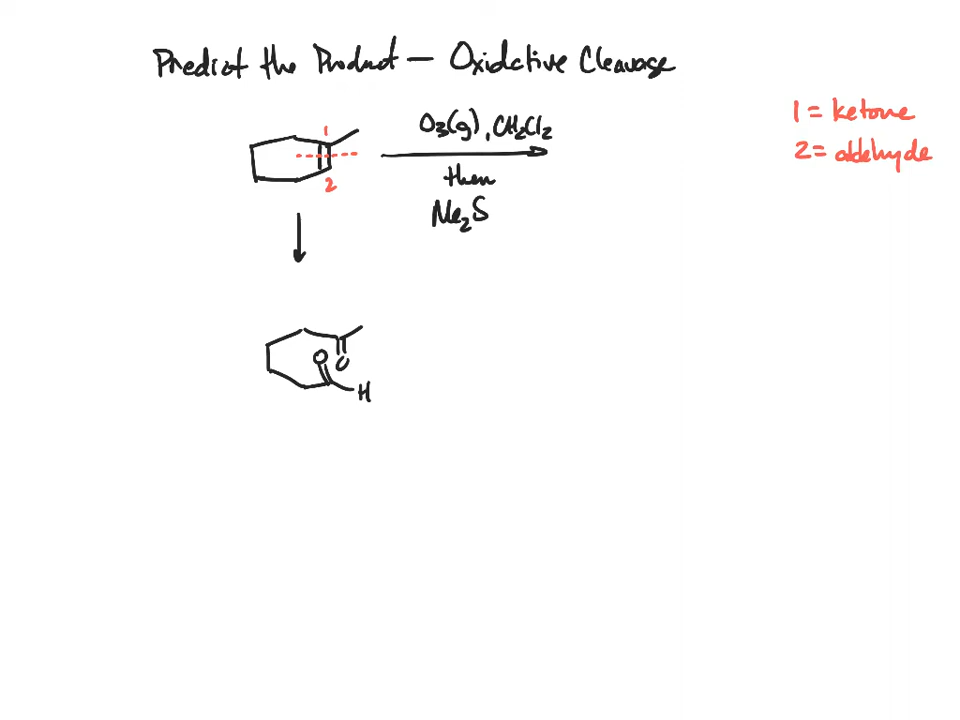 Predict the Product — Oxidative Cleavage
1 = ketone
2 = aldehyde
1
2
O₃(g), CH₂Cl₂
then
Me₂S
O
O
H